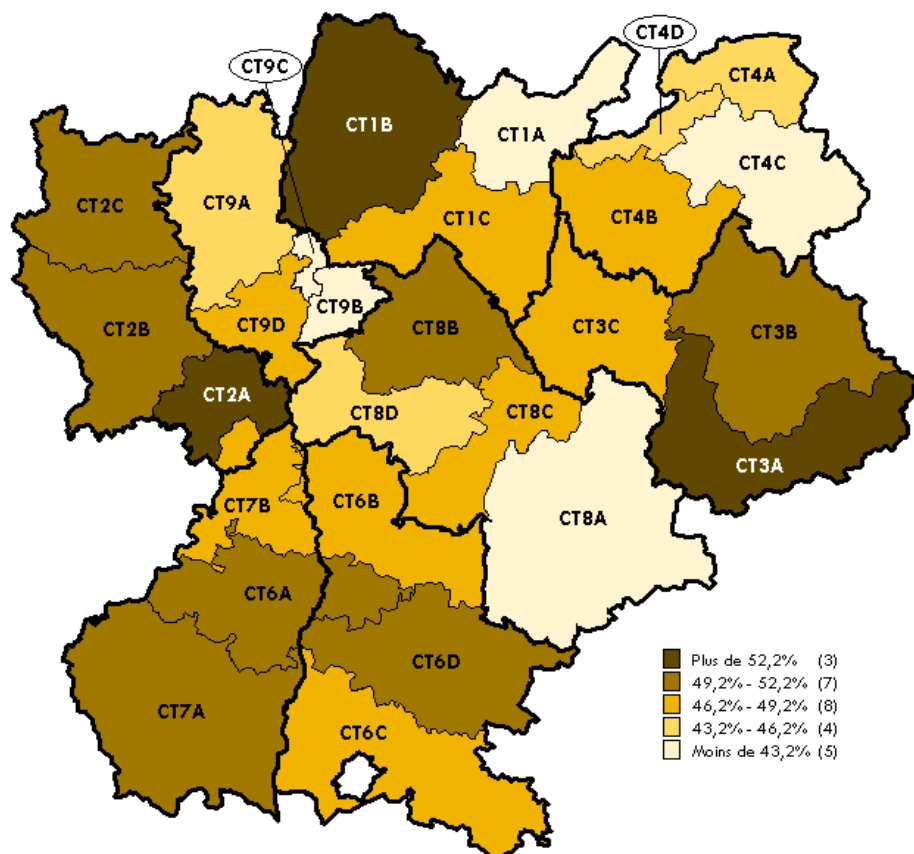 CT4D
CT9C
CT4A
CT1B
CT1A
CT4C
CT2C
CT9A
CT1C
CT4B
CT9B
CT2B
CT9D
CT8B
CT3C
CT3B
CT2A
CT8D
CT8C
CT3A
CT7B
CT6B
CT8A
CT6A
CT6D
CT7A
CT6C
Plus de 52,2% (3)
49,2% - 52,2% (7)
46,2% - 49,2% (8)
43,2% - 46,2% (4)
Moins de 43,2% (5)